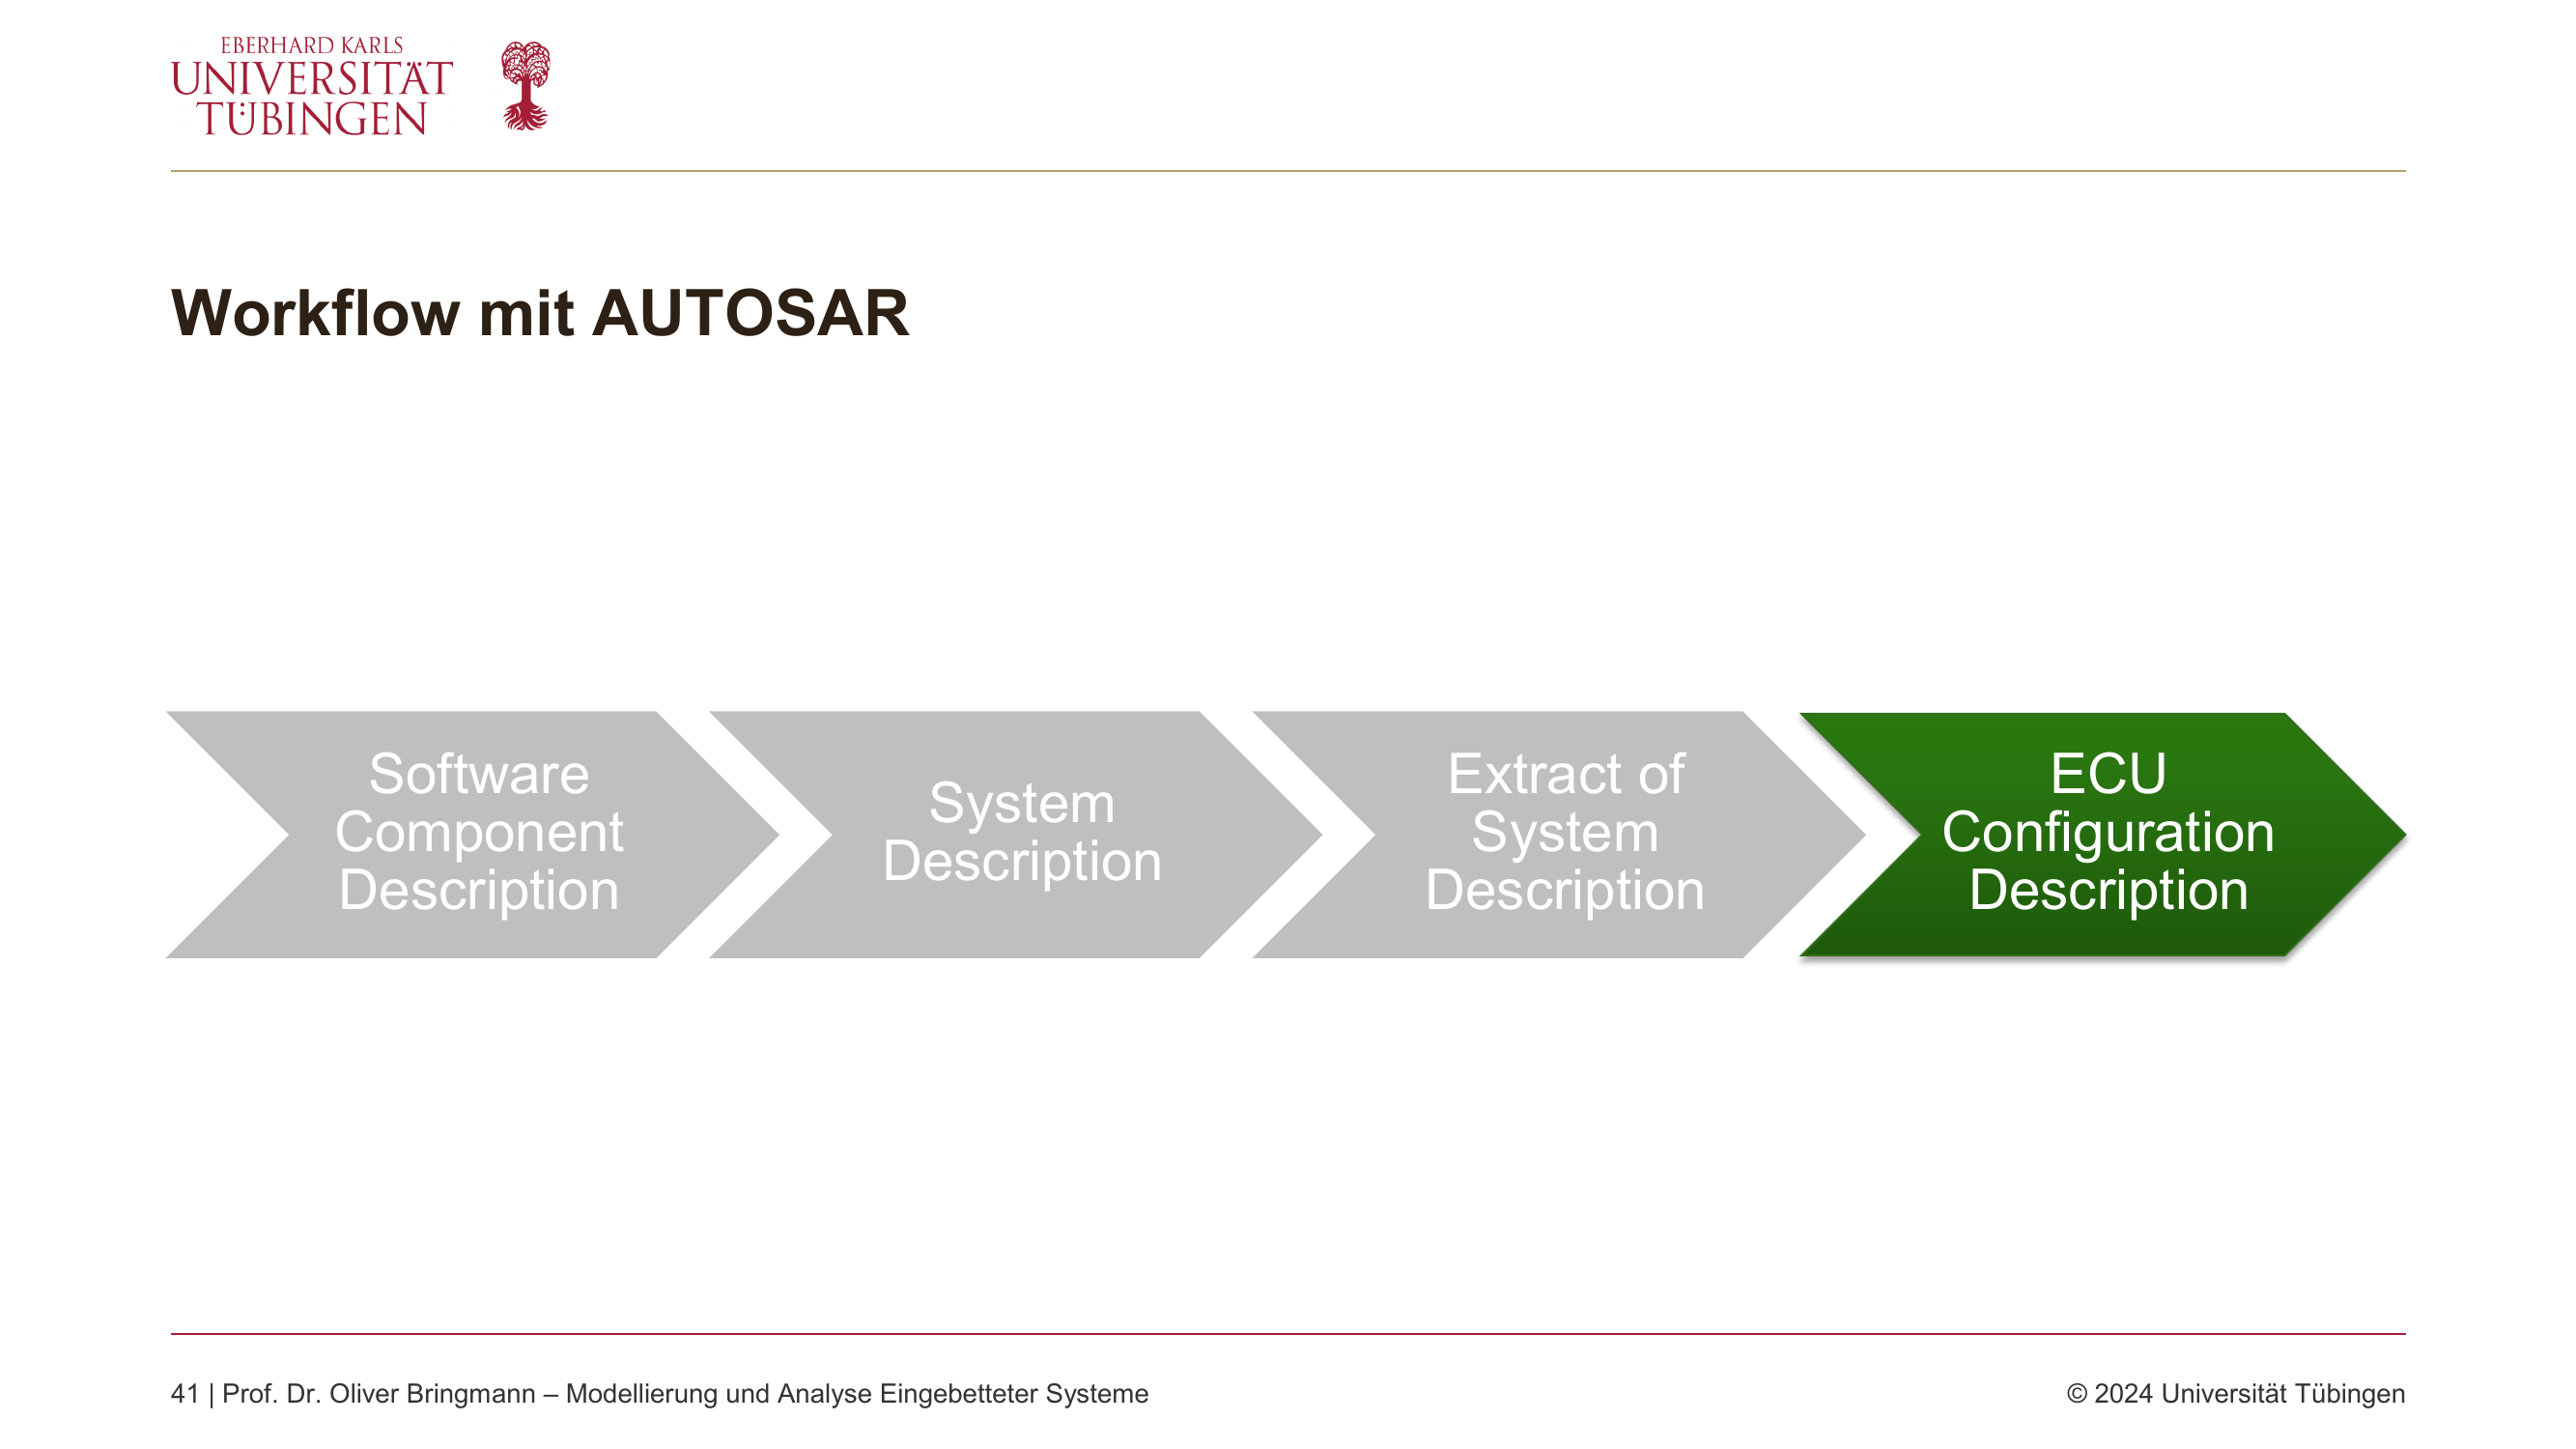 EBERHARD KARLS
UNIVERSITÄT
TÜBINGEN
Workflow mit AUTOSAR
Software
Component
Description
System
Description
Extract of
System
Description
ECU
Configuration
Description
41 | Prof. Dr. Oliver Bringmann – Modellierung und Analyse Eingebetteter Systeme
© 2024 Universität Tübingen